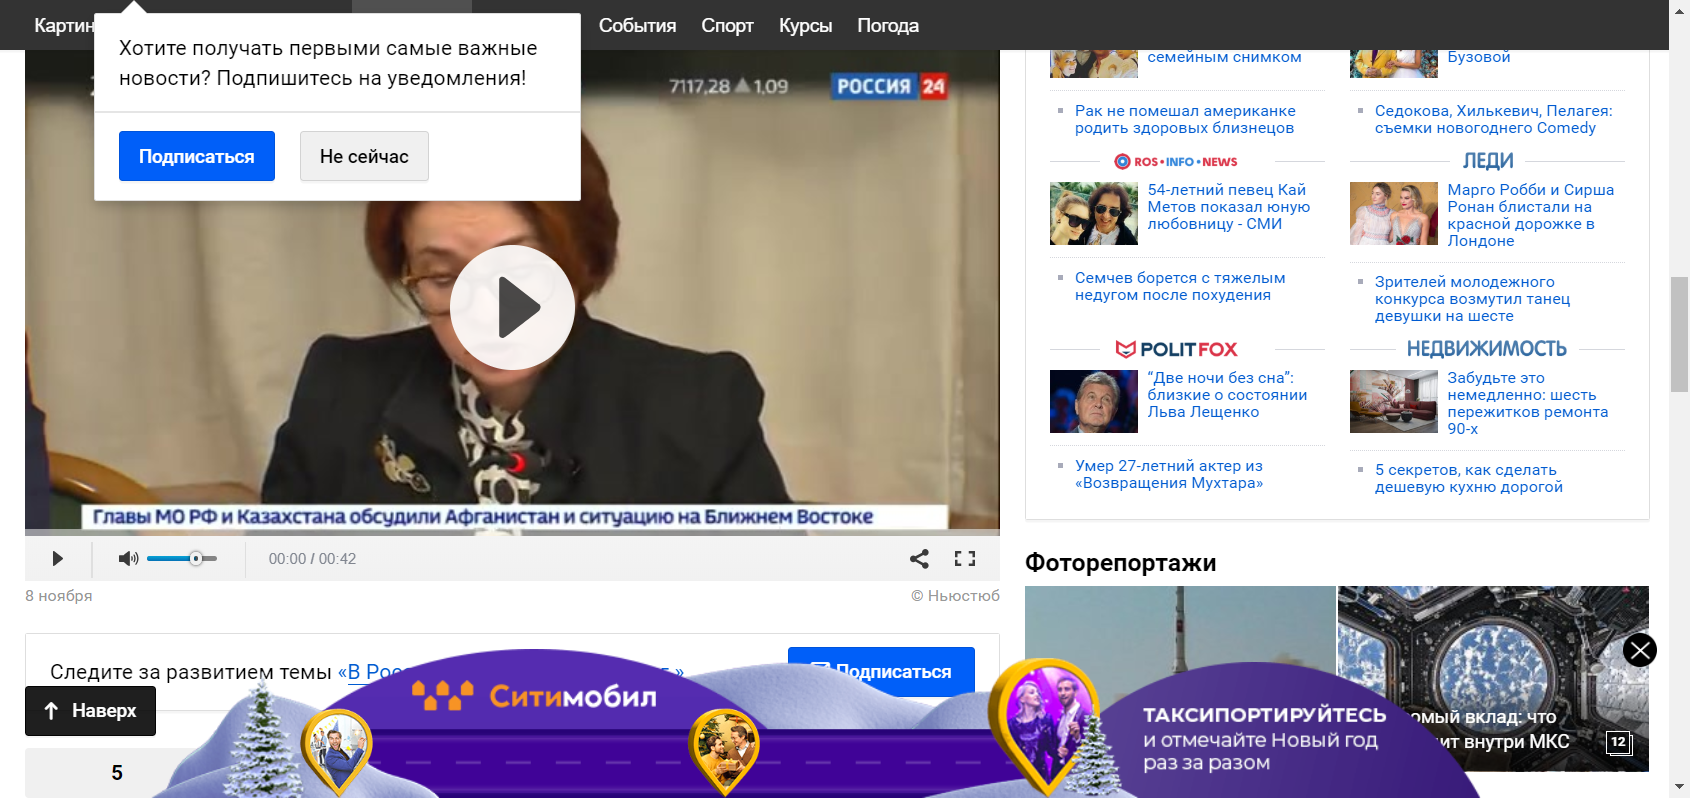 Картин
События
Спорт
Курсы
Погода
Хотите получать первыми самые важные
новости? Подпишитесь на уведомления!
Подписаться
Не сейчас
7117,28 ▲ 1,09
РОССИЯ 24
Главы МО РФ и Казахстана обсудили Афганистан и ситуацию на Ближнем Востоке
00:00 / 00:42
8 ноября
© Ньюстюб
Следите за развитием темы «В Рос
Подписаться
Наверх
5
семейным снимком
Рак не помешал американке
родить здоровых близнецов
ROS•INFO•NEWS
54-летний певец Кай
Метов показал юную
любовницу - СМИ
Семчев борется с тяжелым
недугом после похудения
POLITFOX
“Две ночи без сна”:
близкие о состоянии
Льва Лещенко
Умер 27-летний актер из
«Возвращения Мухтара»
Бузовой
Седокова, Хилькевич, Пелагея:
съемки новогоднего Comedy
ЛЕДИ
Марго Робби и Сирша
Ронан блистали на
красной дорожке в
Лондоне
Зрителей молодежного
конкурса возмутил танец
девушки на шесте
НЕДВИЖИМОСТЬ
Забудьте это
немедленно: шесть
пережитков ремонта
90-х
5 секретов, как сделать
дешевую кухню дорогой
Фоторепортажи
омый вклад: что
ит внутри МКС
12
Ситимобил
ТАКСИПОРТИРУЙТЕСЬ
и отмечайте Новый год
раз за разом